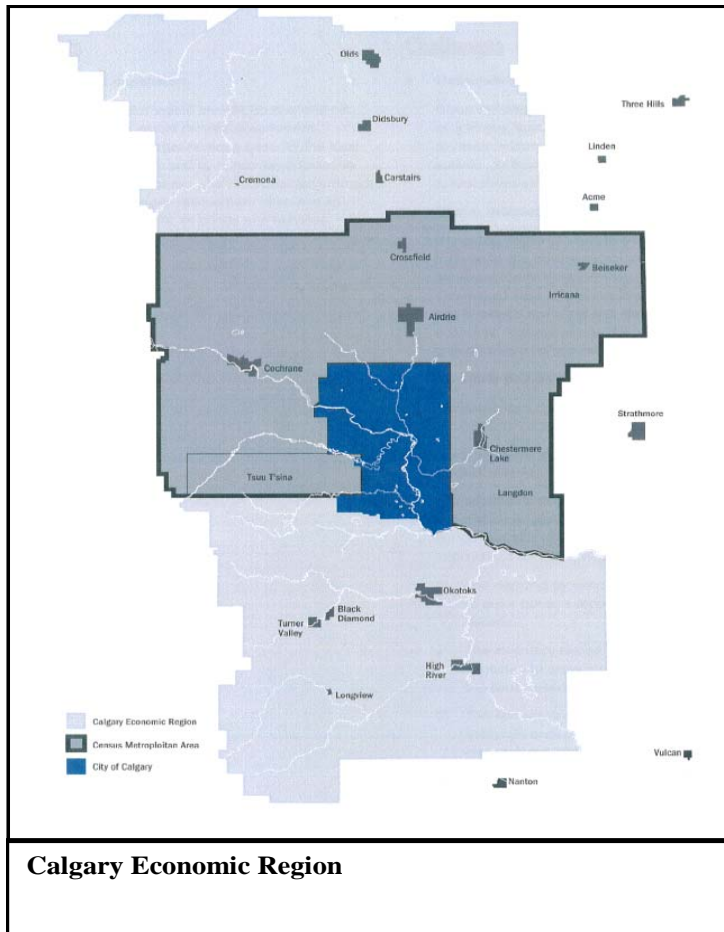 Olds
Three Hills
Didsbury
Linden
Cremona
Carstairs
Acme
Crossfield
Beiseker
Irricana
Airdrie
Cochrane
Strathmore
Chestermere
Lake
Tsuu T'sina
Langdon
Okotoks
Black
Diamond
Turner
Valley
High
River
Longview
Calgary Economic Region
Census Metroploitan Area
City of Calgary
Vulcan
Nanton
Calgary Economic Region